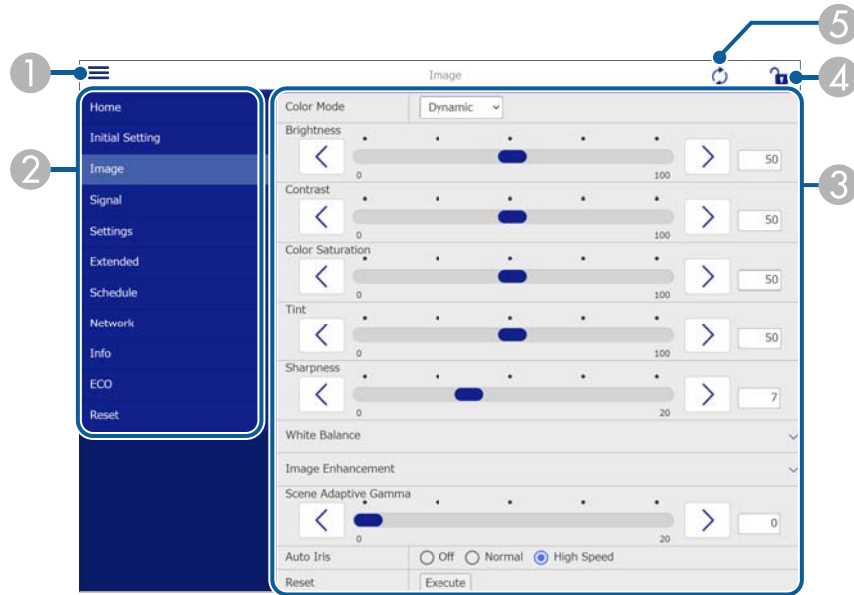 5
1
Image
4
2
Home
Initial Setting
Image
Signal
Settings
Extended
Schedule
Network
Info
ECO
Reset
3
Color Mode Dynamic
Brightness
0 100 50
Contrast
0 100 50
Color Saturation
0 100 50
Tint
0 100 50
Sharpness
0 20 7
White Balance
Image Enhancement
Scene Adaptive Gamma
0 20 0
Auto Iris Off Normal High Speed
Reset Execute